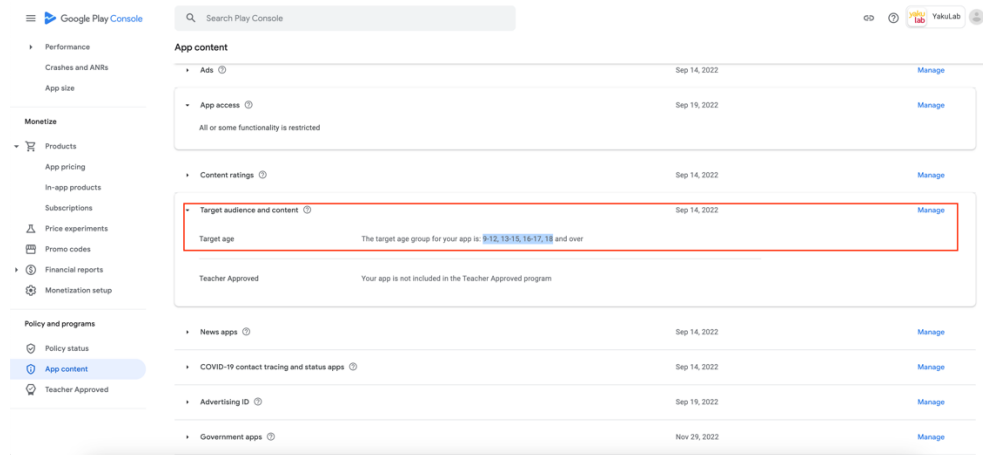 Google Play Console
Search Play Console
yaku lab
YakuLab
Performance
Crashes and ANRs
App size
Monetize
Products
App pricing
In-app products
Subscriptions
Price experiments
Promo codes
Financial reports
Monetization setup
Policy and programs
Policy status
App content
Teacher Approved
App content
Ads Sep 14, 2022 Manage
App access Sep 19, 2022 Manage
All or some functionality is restricted
Content ratings Sep 14, 2022 Manage
Target audience and content Sep 14, 2022 Manage
Target age The target age group for your app is: 9-12, 13-15, 16-17, 18 and over
Teacher Approved Your app is not included in the Teacher Approved program
News apps Sep 14, 2022 Manage
COVID-19 contact tracing and status apps Sep 14, 2022 Manage
Advertising ID Sep 19, 2022 Manage
Government apps Nov 29, 2022 Manage